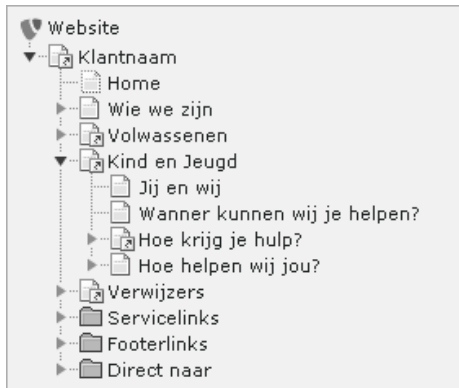 Website
Klantnaam
Home
Wie we zijn
Volwassenen
Kind en Jeugd
Jij en wij
Wanner kunnen wij je helpen?
Hoe krijg je hulp?
Hoe helpen wij jou?
Verwijzers
Servicelinks
Footerlinks
Direct naar